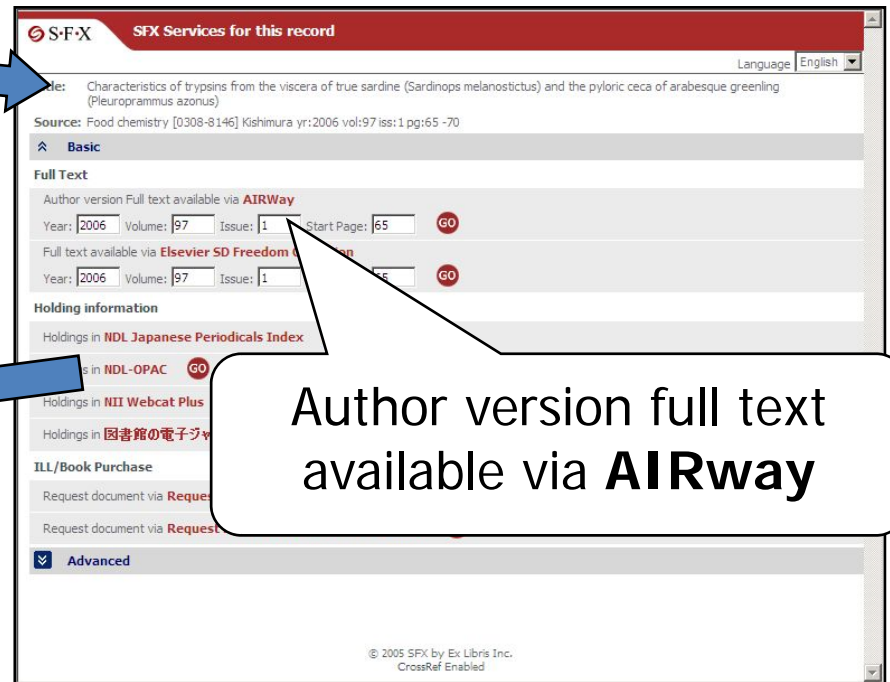 S·F·X SFX Services for this record
Language English
Characteristics of trypsins from the viscera of true sardine (Sardinops melanostictus) and the pyloric ceca of arabesque greenling
(Pleuroprammus azonus)
Source: Food chemistry [0308-8146] Kishimura yr:2006 vol:97 iss:1 pg:65 -70
Basic
Full Text
Author version Full text available via AIRWay
Year: 2006 Volume: 97 Issue: 1 Start Page: 65 GO
Full text available via Elsevier SD Freedom
Year: 2006 Volume: 97 Issue: 1 GO
Holding information
Holdings in NDL Japanese Periodicals Index
in NDL-OPAC GO
Holdings in NII Webcat Plus
Holdings in 図書館の電子
ILL/Book Purchase
Request document via
Request document via Request
Advanced
Author version full text
available via AIRway
© 2005 SFX by Ex Libris Inc.
CrossRef Enabled